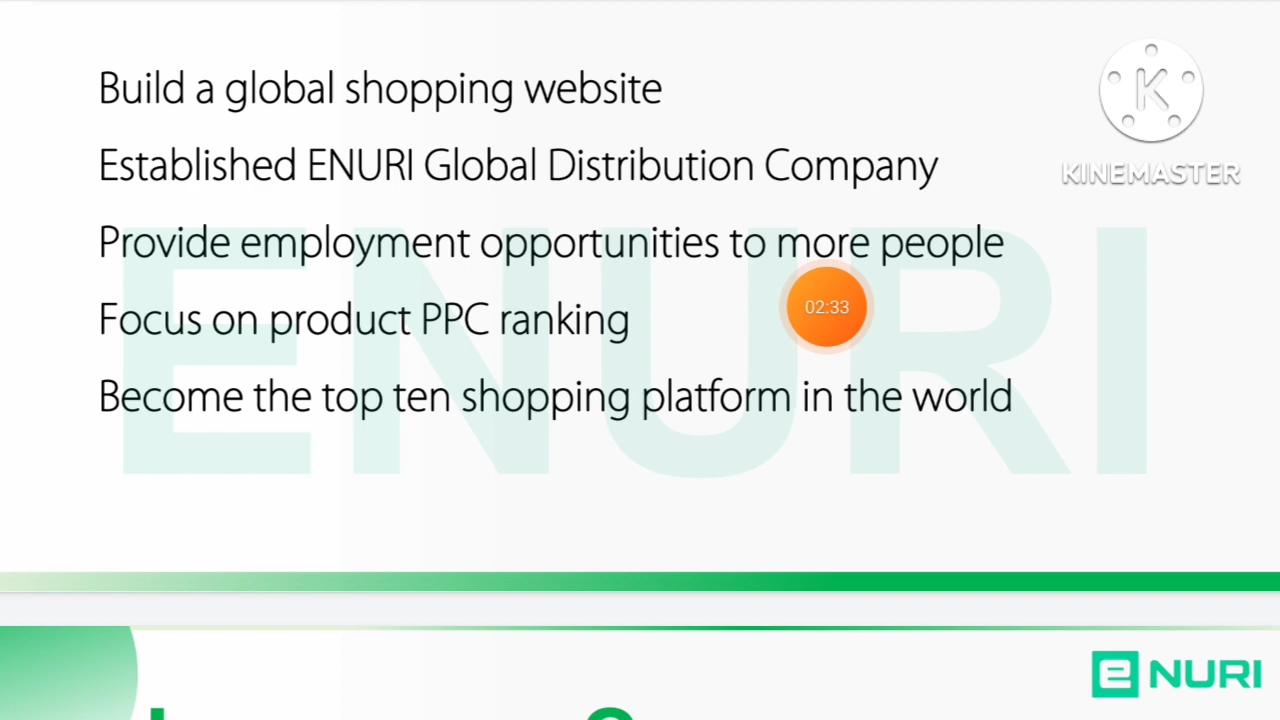 Build a global shopping website
KINEMASTER
Established ENURI Global Distribution Company
Provide employment opportunities to more people
02:33
Focus on product PPC ranking
Become the top ten shopping platform in the world
ENURI
e NURI